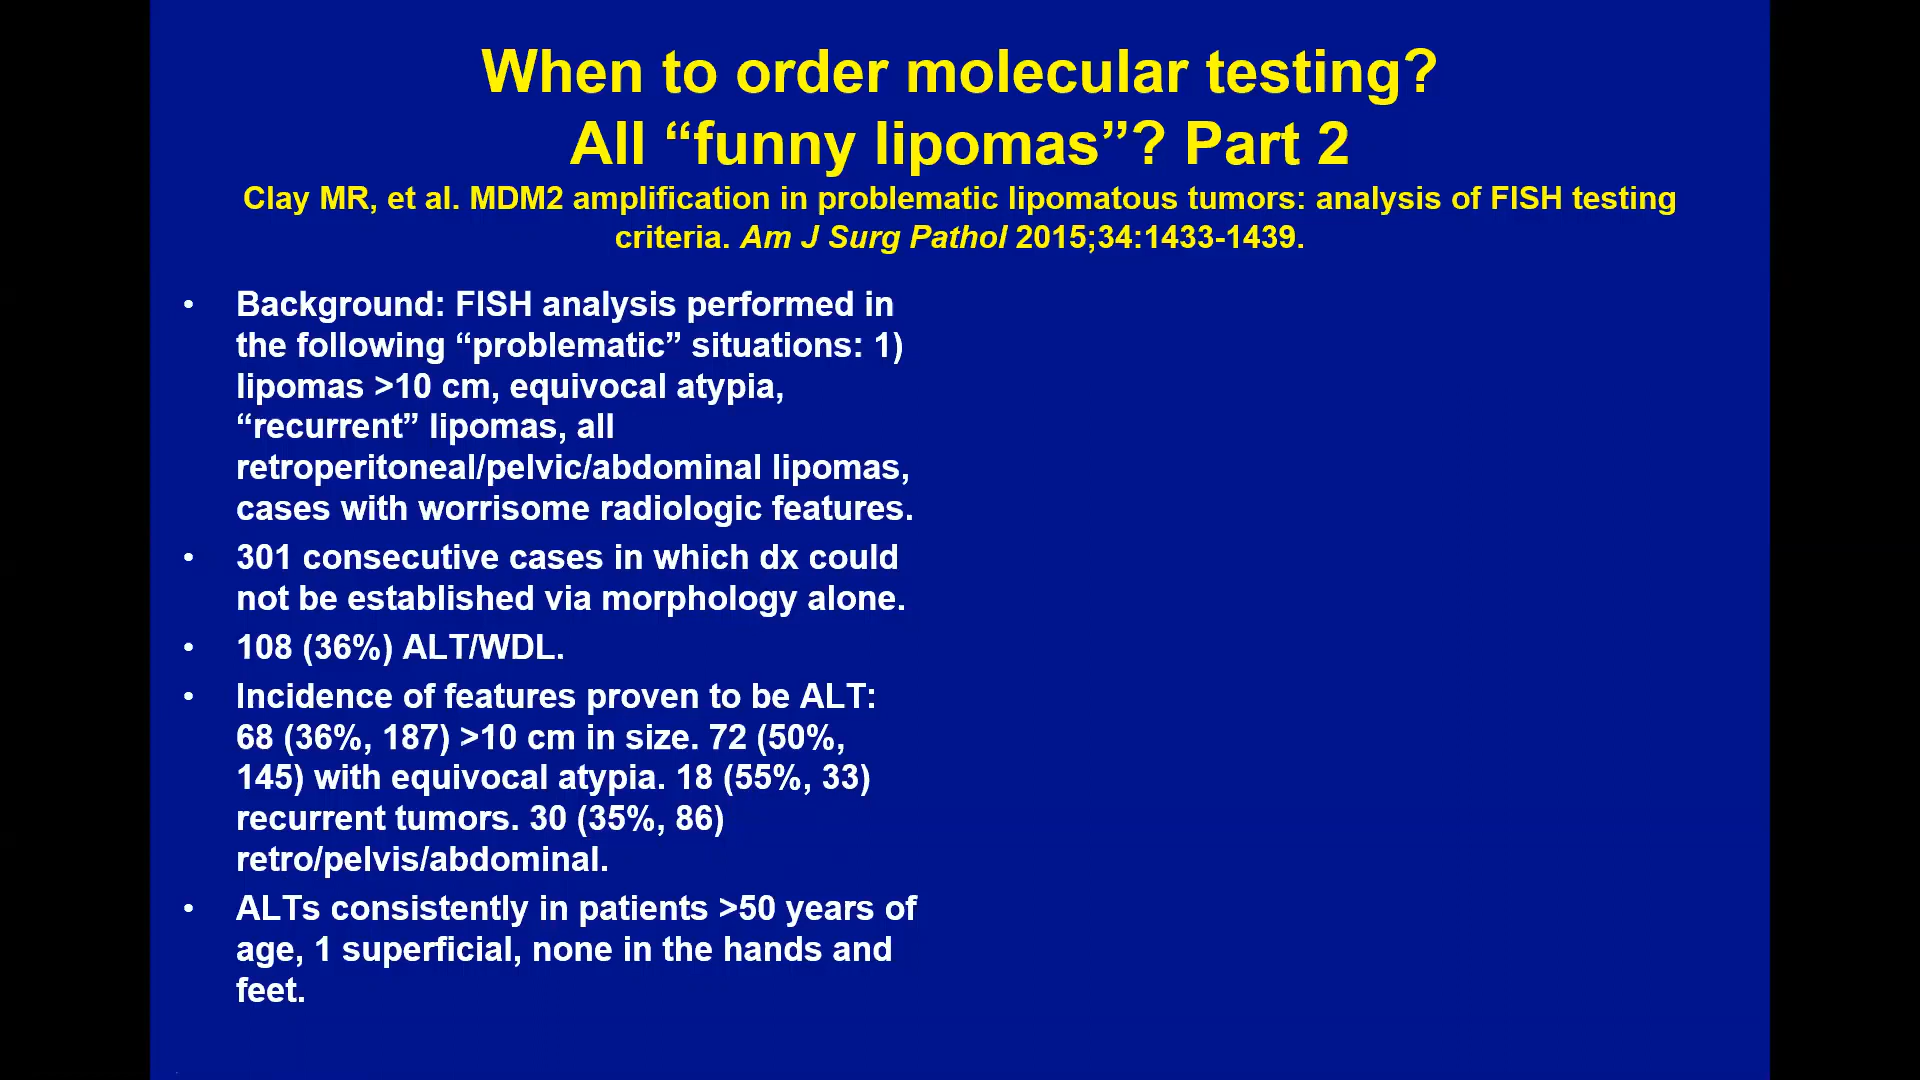 When to order molecular testing?
All “funny lipomas”? Part 2
Clay MR, et al. MDM2 amplification in problematic lipomatous tumors: analysis of FISH testing
criteria. Am J Surg Pathol 2015;34:1433-1439.
• Background: FISH analysis performed in
the following “problematic” situations: 1)
lipomas >10 cm, equivocal atypia,
“recurrent” lipomas, all
retroperitoneal/pelvic/abdominal lipomas,
cases with worrisome radiologic features.
• 301 consecutive cases in which dx could
not be established via morphology alone.
• 108 (36%) ALT/WDL.
• Incidence of features proven to be ALT:
68 (36%, 187) >10 cm in size. 72 (50%,
145) with equivocal atypia. 18 (55%, 33)
recurrent tumors. 30 (35%, 86)
retro/pelvis/abdominal.
• ALTs consistently in patients >50 years of
age, 1 superficial, none in the hands and
feet.